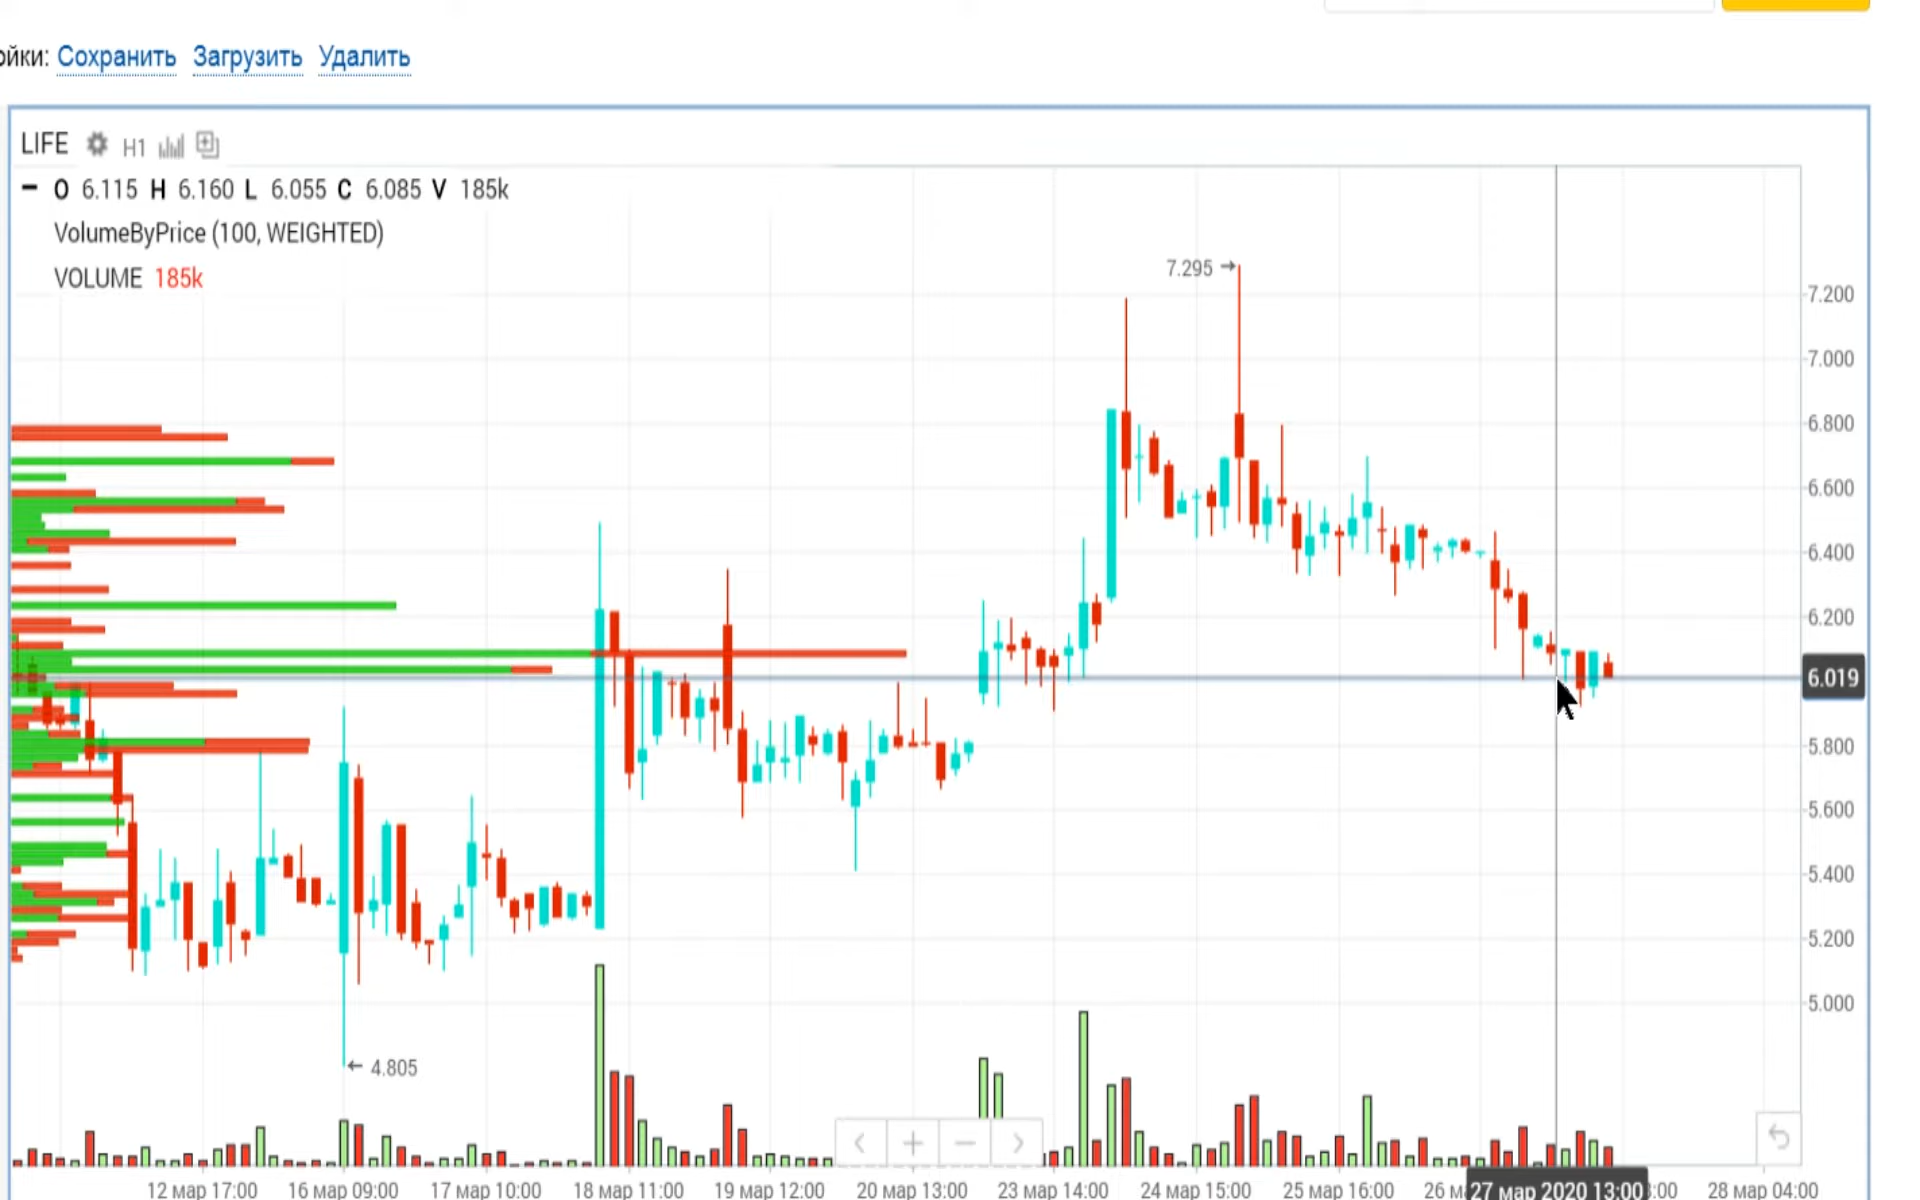 ойки: Сохранить Загрузить Удалить
LIFE H1
O 6.115 H 6.160 L 6.055 C 6.085 V 185k
VolumeByPrice (100, WEIGHTED)
VOLUME 185k
7.295
7.200
7.000
6.800
6.600
6.400
6.200
6.019
5.800
5.600
5.400
5.200
5.000
4.805
12 мар 17:00 16 мар 09:00 17 мар 10:00 18 мар 11:00 19 мар 12:00 20 мар 13:00 23 мар 14:00 24 мар 15:00 25 мар 16:00 26 м 27 мар 2020 13:00 :00 28 мар 04:00